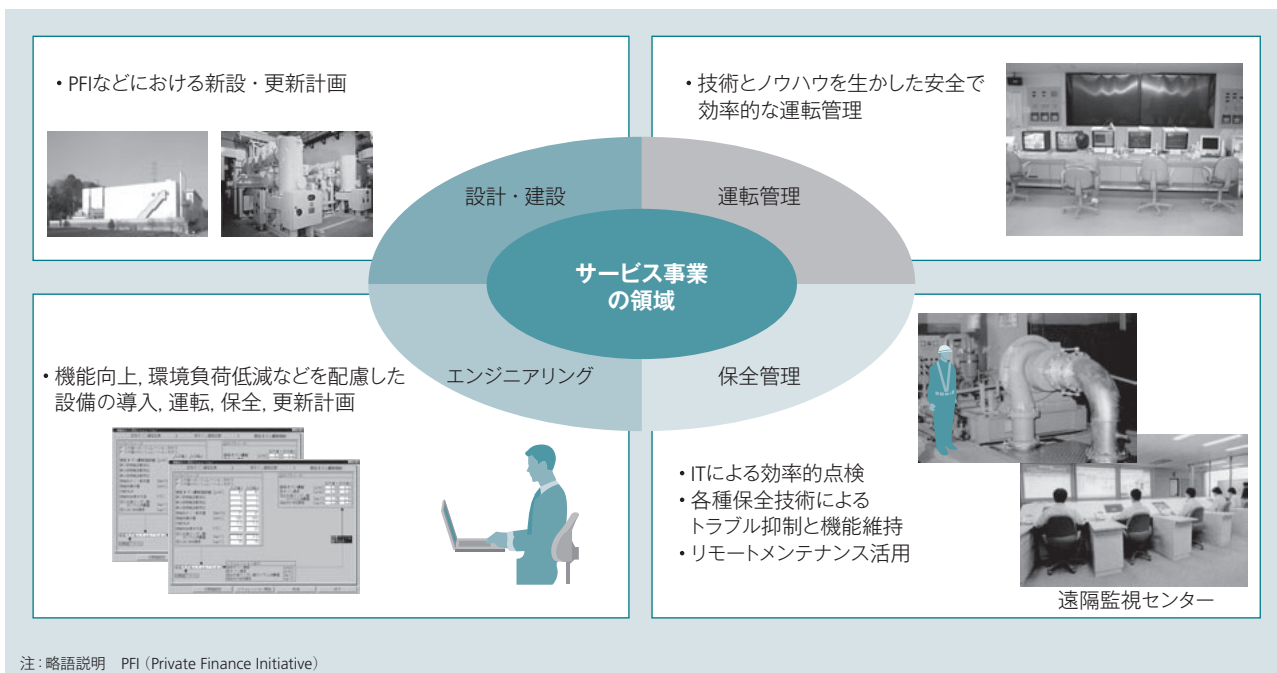 ・PFIなどにおける新設・更新計画
・技術とノウハウを生かした安全で
効率的な運転管理
設計・建設
運転管理
サービス事業
の領域
エンジニアリング
保全管理
・機能向上, 環境負荷低減などを配慮した
設備の導入, 運転, 保全, 更新計画
・ITによる効率的点検
・各種保全技術による
トラブル抑制と機能維持
・リモートメンテナンス活用
遠隔監視センター
注：略語説明　PFI（Private Finance Initiative）